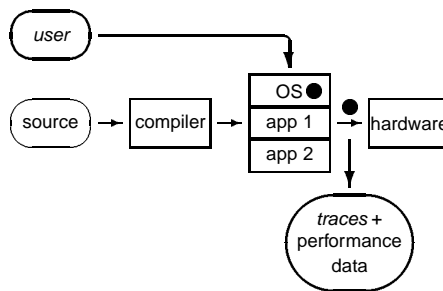 user
OS
source
compiler
app 1
hardware
app 2
traces +
performance
data